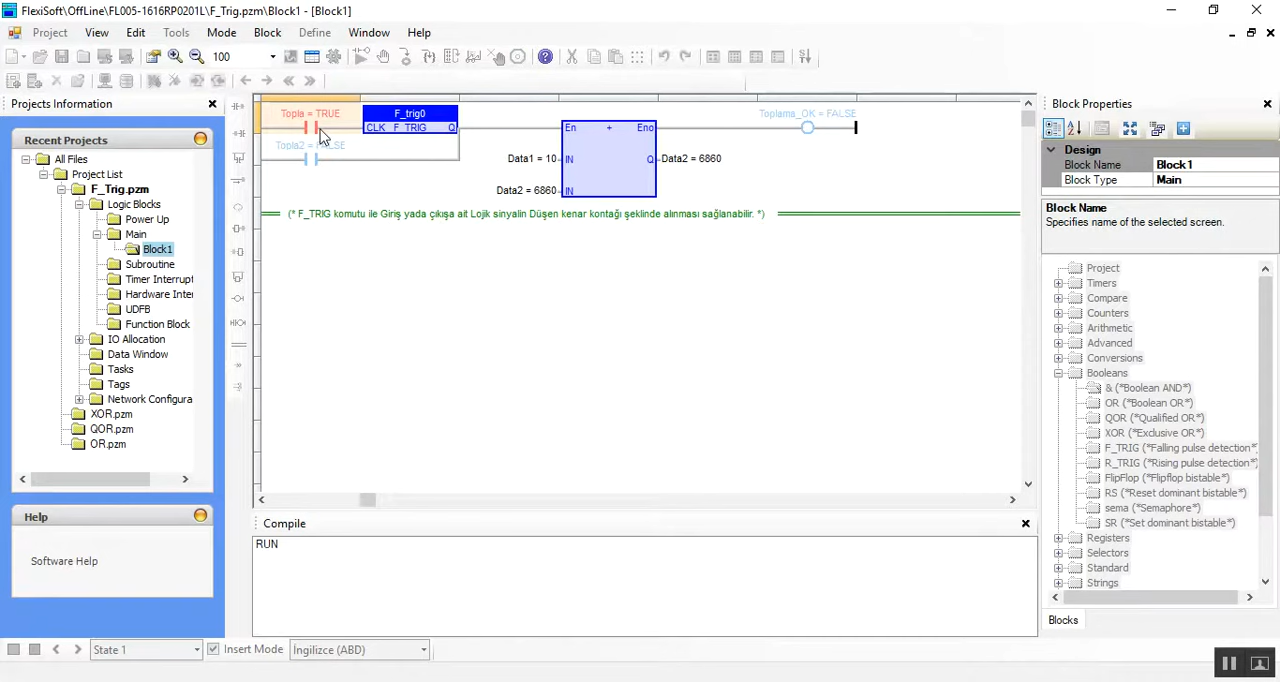 FlexiSoft\OffLine\FL005-1616RP0201L\F_Trig.pzm\Block1 - [Block1]
Project View Edit Tools Mode Block Define Window Help
100
Projects Information
Recent Projects
All Files
Project List
F_Trig.pzm
Logic Blocks
Power Up
Main
Block1
Subroutine
Timer Interrupt
Hardware Inter
UDFB
Function Block
IO Allocation
Data Window
Tasks
Tags
Network Configura
XOR.pzm
QOR.pzm
OR.pzm
Help
Software Help
Topla = TRUE
F_trig0
Toplama_OK = FALSE
CLK F_TRIG Q
En + Eno
Topla2 = FALSE
Data1 = 10 IN
Q Data2 = 6860
Data2 = 6860 IN
(* F_TRIG komutu ile Giriş yada çıkışa ait Lojik sinyalin Düşen kenar kontağı şeklinde alınması sağlanabilir. *)
Compile
RUN
Block Properties
Design
Block Name Block1
Block Type Main
Block Name
Specifies name of the selected screen.
Project
Timers
Compare
Counters
Arithmetic
Advanced
Conversions
Booleans
& (*Boolean AND*)
OR (*Boolean OR*)
QOR (*Qualified OR*)
XOR (*Exclusive OR*)
F_TRIG (*Falling pulse detection*
R_TRIG (*Rising pulse detection*)
FlipFlop (*Flipflop bistable*)
RS (*Reset dominant bistable*)
sema (*Semaphore*)
SR (*Set dominant bistable*)
Registers
Selectors
Standard
Strings
Blocks
State 1 Insert Mode İngilizce (ABD)